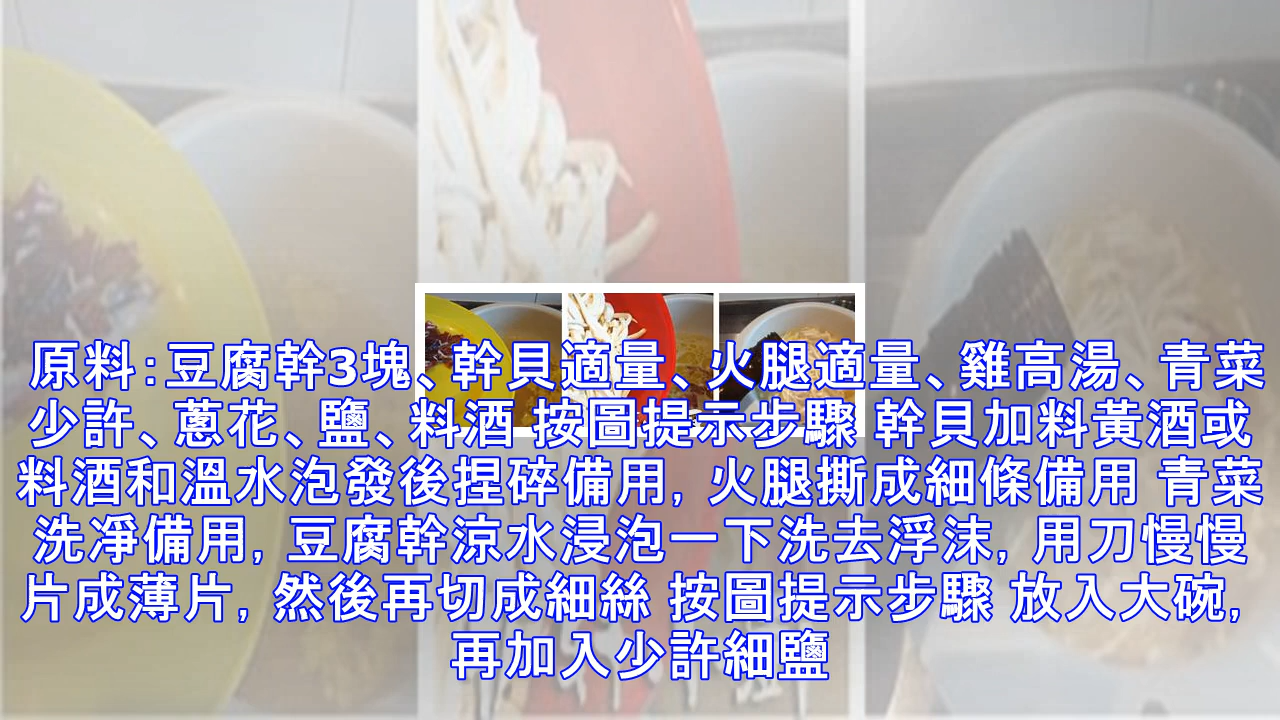 原料:豆腐幹3塊、幹貝適量、火腿適量、雞高湯、青菜
少許、蔥花、鹽、料酒 按圖提示步驟 幹貝加料黃酒或
料酒和溫水泡發後捏碎備用, 火腿撕成細條備用 青菜
洗凈備用, 豆腐幹涼水浸泡一下洗去浮沫, 用刀慢慢
片成薄片, 然後再切成細絲 按圖提示步驟 放入大碗,
再加入少許細鹽